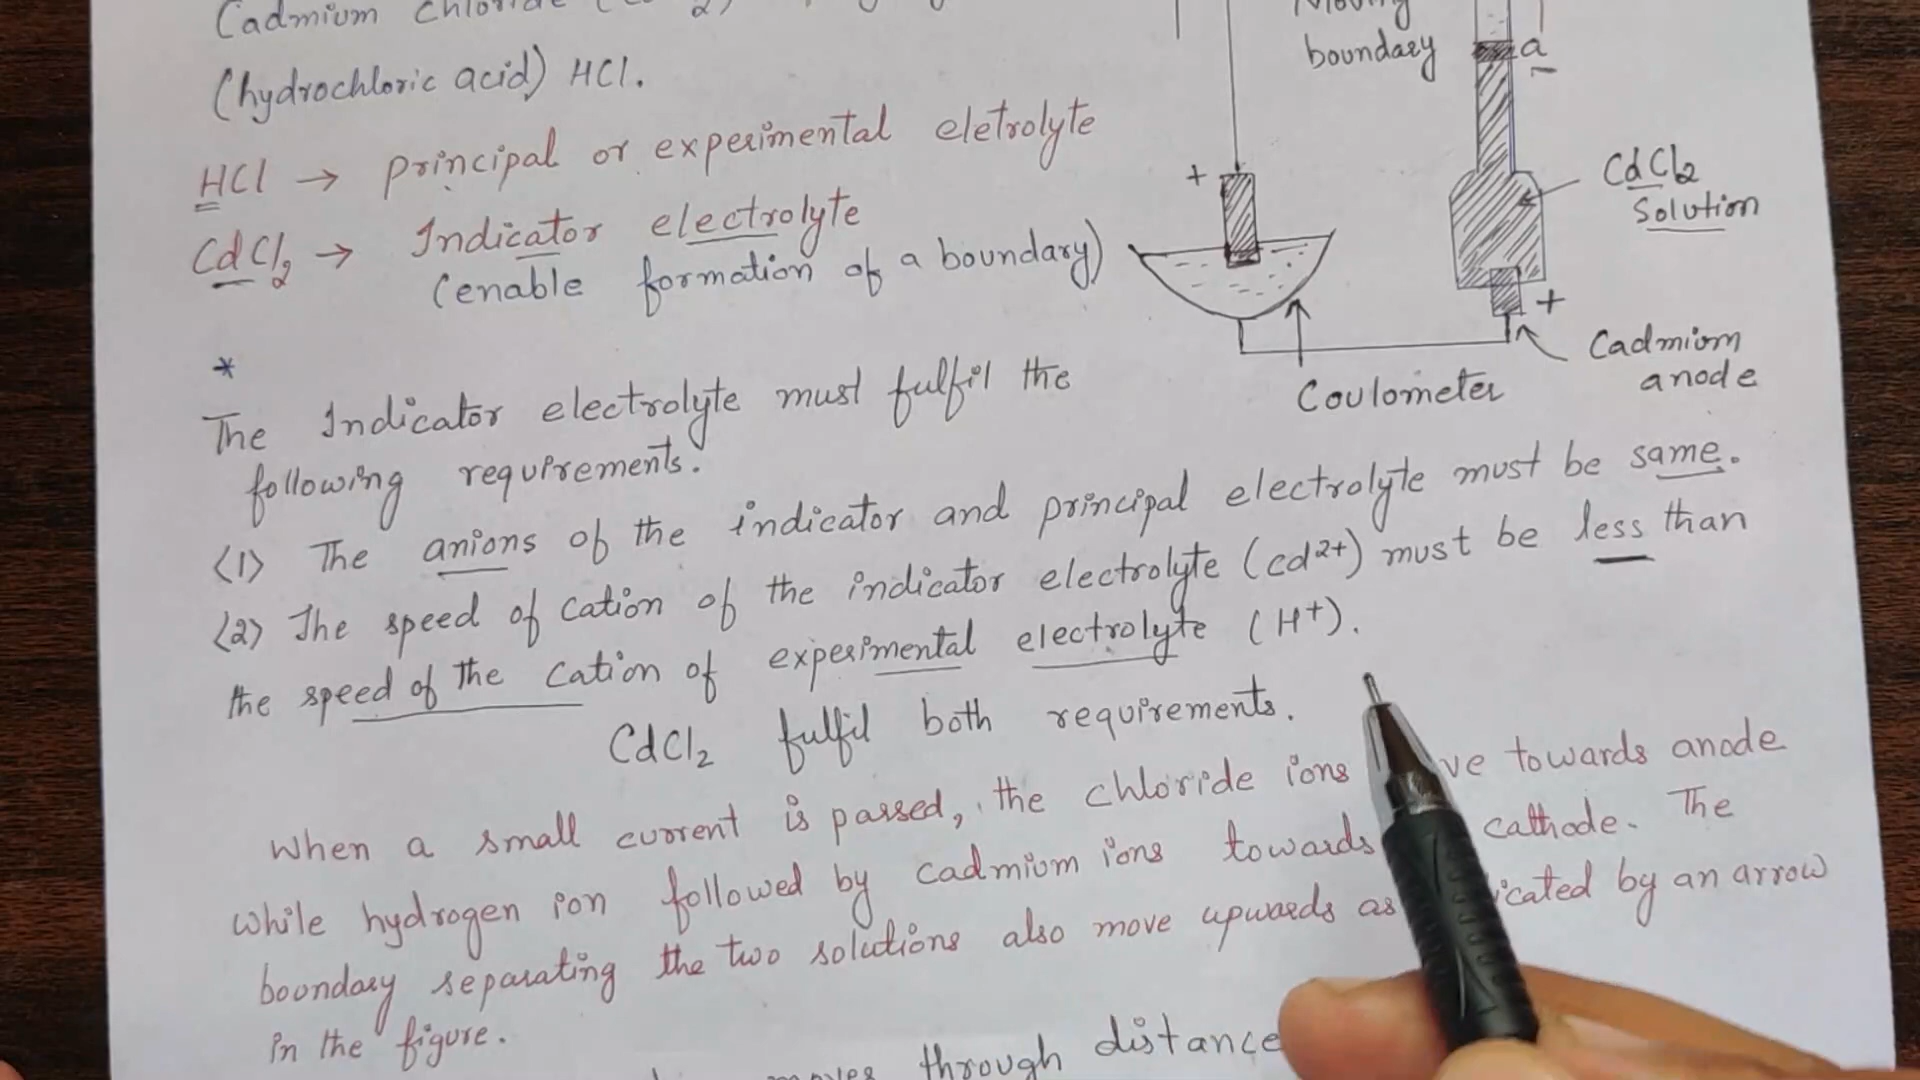 Cadmium Chloride
(hydrochloric acid) HCl.
HCl → principal or experimental eletrolyte
CdCl2 → Indicator electrolyte
(enable formation of a boundary)
*
The Indicator electrolyte must fulfil the
following requirements.
<1> The anions of the indicator and principal electrolyte must be same.
<2> The speed of cation of the indicator electrolyte (cd2+) must be less than
the speed of the cation of experimental electrolyte (H+).
CdCl2 fulfil both requirements.
When a small current is passed, the chloride ions towards anode
while hydrogen ion followed by cadmium ions towards cathode. The
boundary separating the two solutions also move upwards as by an arrow
in the figure.
through distance
Moving
boundary
a
+
CdCl2
Solution
+
Cadmium
anode
Coulometer